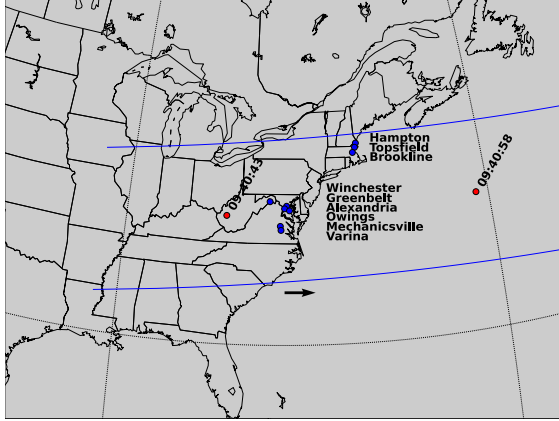 Hampton
Topsfield
Brookline
09:40:58
09:40:43
Winchester
Greenbelt
Alexandria
Owings
Mechanicsville
Varina